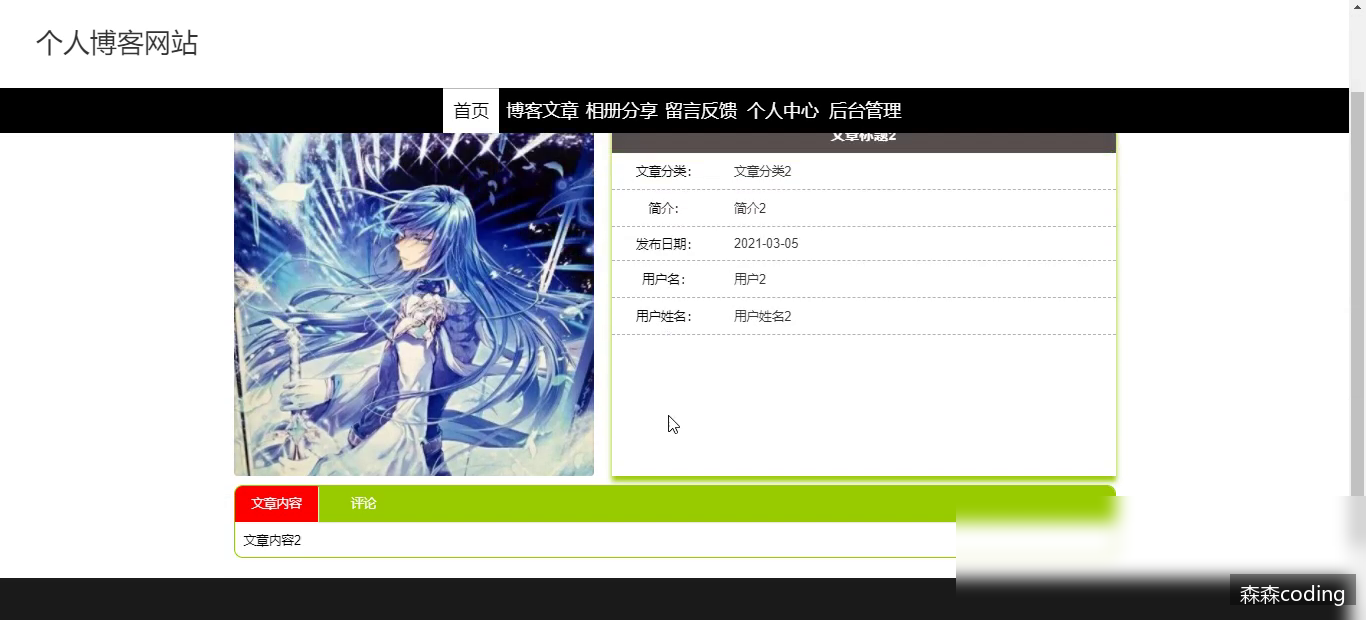 个人博客网站
首页 博客文章 相册分享 留言反馈 个人中心 后台管理
文章标题2
文章分类： 文章分类2
简介： 简介2
发布日期： 2021-03-05
用户名： 用户2
用户姓名： 用户姓名2
文章内容 评论
文章内容2
森森coding